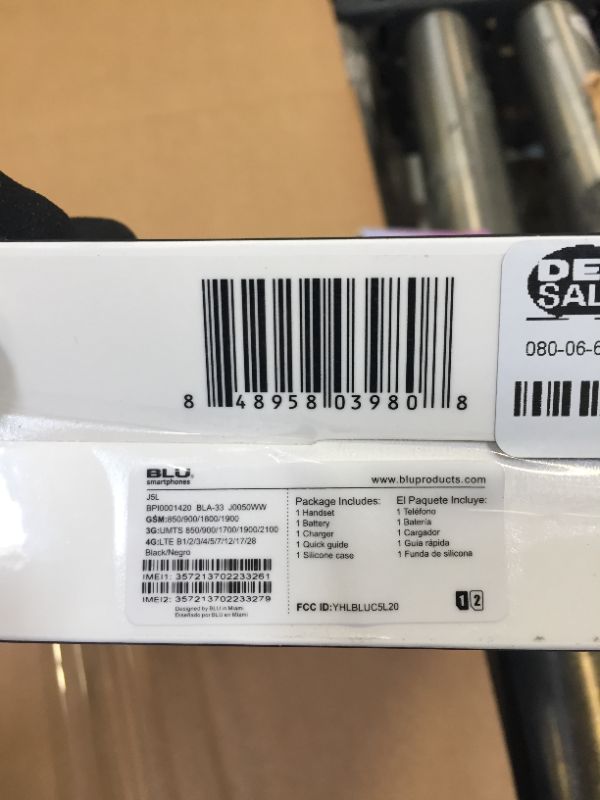 DE
SAL
080-06-6
8 48958 03980 8
BLU
smartphones
www.bluproducts.com
J5L
BPI0001420 BLA-33 J0050WW
GSM:850/900/1800/1900
3G:UMTS 850/900/1700/1900/2100
4G:LTE B1/2/3/4/5/7/12/17/28
Black/Negro
IMEI1: 357213702233261
IMEI2: 357213702233279
Designed by BLU in Miami
Diseñado por BLU en Miami
Package Includes:
1 Handset
1 Battery
1 Charger
1 Quick guide
1 Silicone case
El Paquete Incluye:
1 Teléfono
1 Batería
1 Cargador
1 Guía rápida
1 Funda de silicona
FCC ID:YHLBLUC5L20
1 2